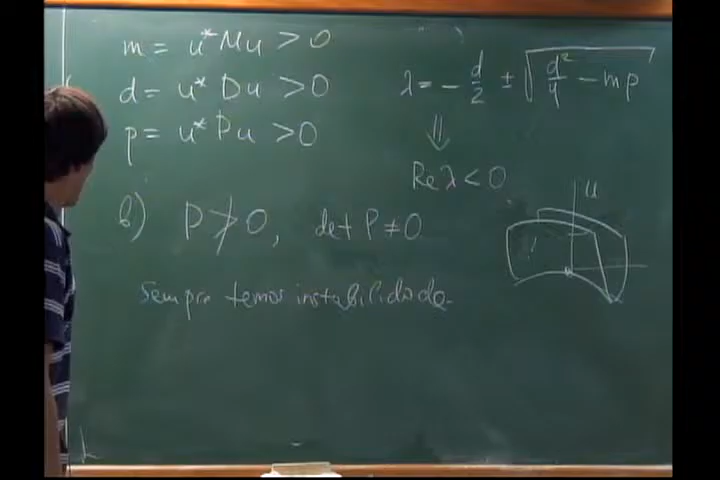 m = u*Mu > 0
d = u* Du > 0
p = u* Pu > 0
λ = - d/2 ± √(d²/4 - mp)
⇓
Re λ < 0
b) P ≯ 0, det P ≠ 0
Sempre temos instabilidade.
U